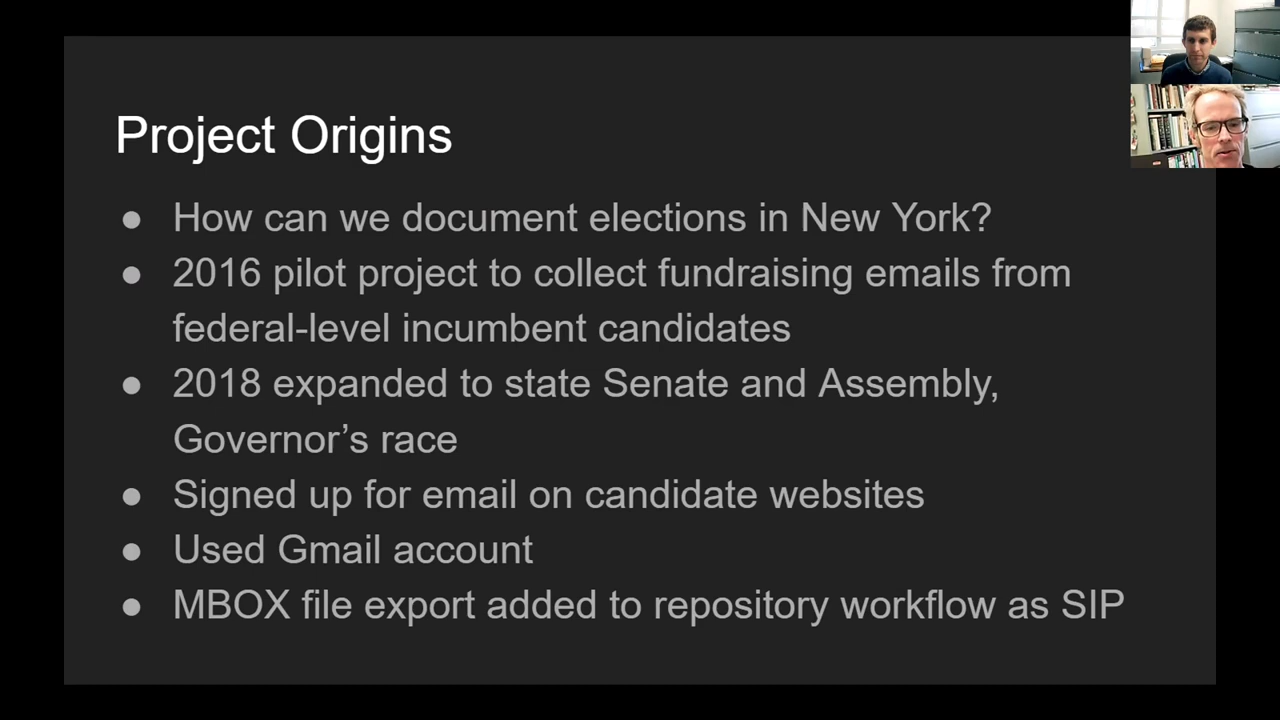 Project Origins
● How can we document elections in New York?
● 2016 pilot project to collect fundraising emails from
federal-level incumbent candidates
● 2018 expanded to state Senate and Assembly,
Governor’s race
● Signed up for email on candidate websites
● Used Gmail account
● MBOX file export added to repository workflow as SIP